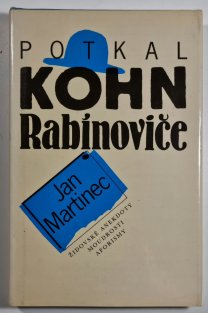 POTKAL
KOHN
Rabínoviče
Jan
Martinec
ŽIDOVSKÉ ANEKDOTY
MOUDROSTI
AFORISMY